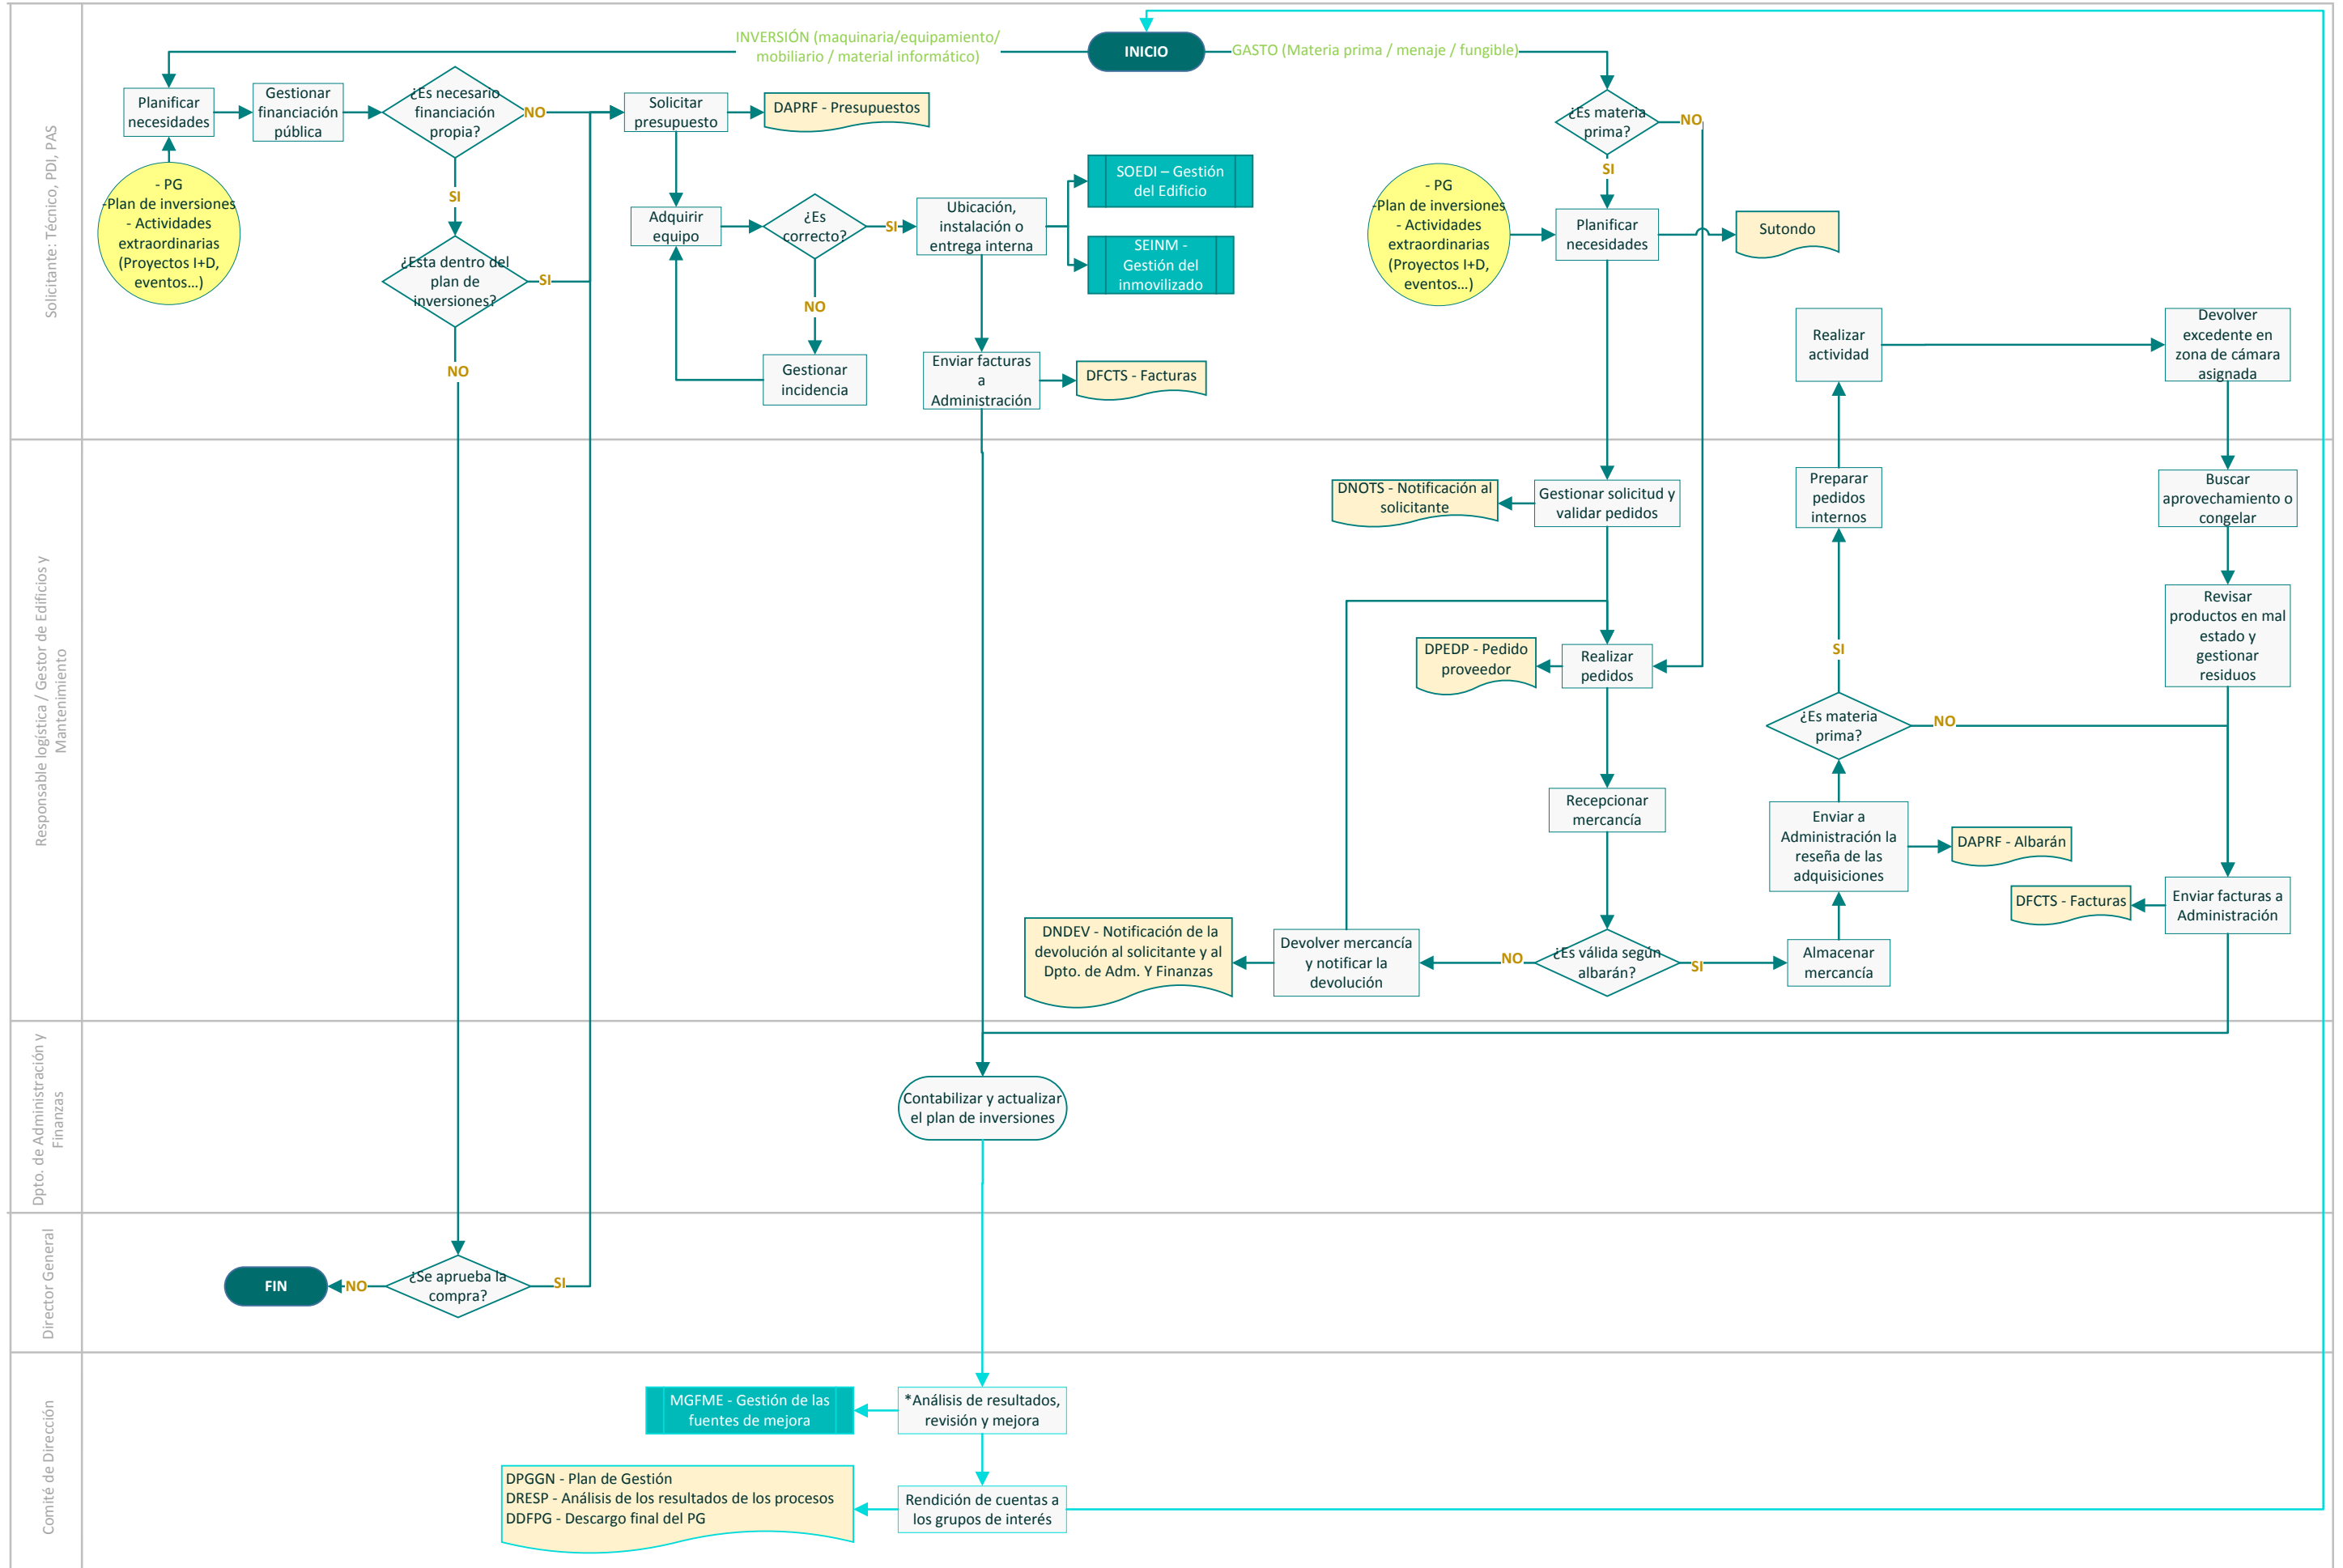 INVERSIÓN (maquinaria/equipamiento/
mobiliario / material informático)
INICIO
GASTO (Materia prima / menaje / fungible)
Solicitante: Técnico, PDI, PAS
Planificar
necesidades
Gestionar
financiación
pública
¿Es necesario
financiación
propia?
NO
SI
- PG
-Plan de inversiones
- Actividades
extraordinarias
(Proyectos I+D,
eventos...)
¿Esta dentro del
plan de
inversiones?
SI
NO
Solicitar
presupuesto
DAPRF - Presupuestos
Adquirir
equipo
¿Es
correcto?
SI
NO
Gestionar
incidencia
Ubicación,
instalación o
entrega interna
SOEDI – Gestión
del Edificio
SEINM -
Gestión del
inmovilizado
Enviar facturas
a
Administración
DFCTS - Facturas
¿Es materia
prima?
NO
SI
- PG
-Plan de inversiones
- Actividades
extraordinarias
(Proyectos I+D,
eventos...)
Planificar
necesidades
Sutondo
Realizar
actividad
Devolver
excedente en
zona de cámara
asignada
Responsable logística / Gestor de Edificios y
Mantenimiento
DNOTS - Notificación al
solicitante
Gestionar solicitud y
validar pedidos
Preparar
pedidos
internos
Buscar
aprovechamiento o
congelar
DPEDP - Pedido
proveedor
Realizar
pedidos
SI
Revisar
productos en mal
estado y
gestionar
residuos
¿Es materia
prima?
NO
Recepcionar
mercancía
Enviar a
Administración la
reseña de las
adquisiciones
DAPRF - Albarán
DFCTS - Facturas
Enviar facturas a
Administración
DNDEV - Notificación de la
devolución al solicitante y al
Dpto. de Adm. Y Finanzas
Devolver mercancía
y notificar la
devolución
NO
¿Es válida según
albarán?
SI
Almacenar
mercancía
Dpto. de Administración y
Finanzas
Contabilizar y actualizar
el plan de inversiones
Director General
FIN
NO
¿Se aprueba la
compra?
SI
Comité de Dirección
MGFME - Gestión de las
fuentes de mejora
*Análisis de resultados,
revisión y mejora
DPGGN - Plan de Gestión
DRESP - Análisis de los resultados de los procesos
DDFPG - Descargo final del PG
Rendición de cuentas a
los grupos de interés